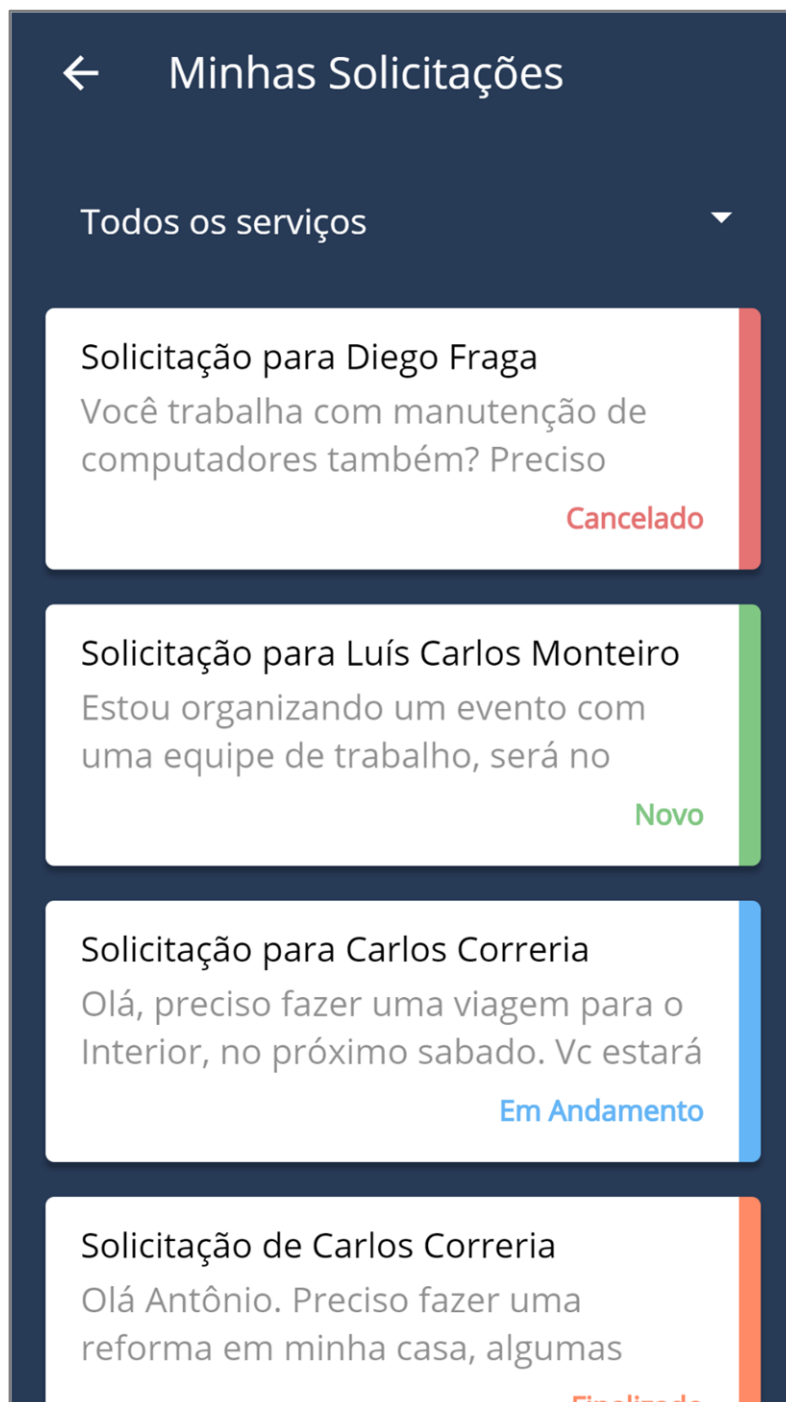 Minhas Solicitações
Todos os serviços
Solicitação para Diego Fraga
Você trabalha com manutenção de
computadores também? Preciso
Cancelado
Solicitação para Luís Carlos Monteiro
Estou organizando um evento com
uma equipe de trabalho, será no
Novo
Solicitação para Carlos Correria
Olá, preciso fazer uma viagem para o
Interior, no próximo sabado. Vc estará
Em Andamento
Solicitação de Carlos Correria
Olá Antônio. Preciso fazer uma
reforma em minha casa, algumas
Finalizado